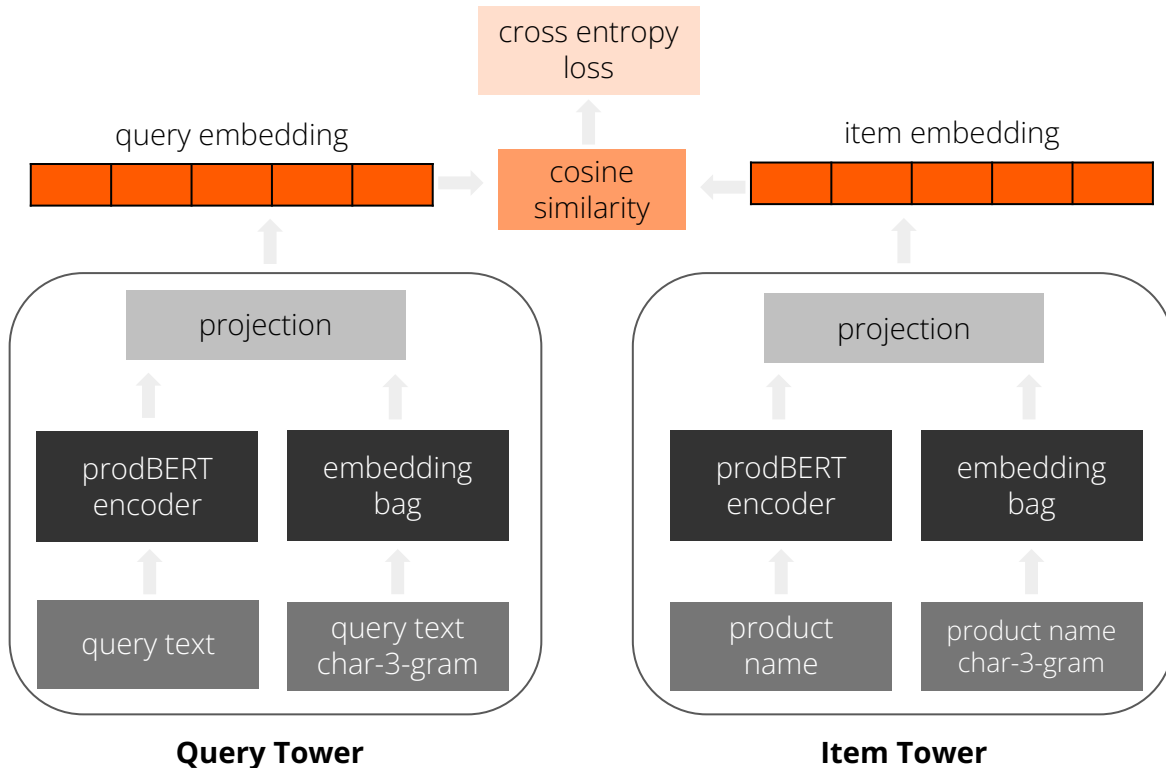 cross entropy
loss
query embedding
item embedding
cosine
similarity
projection
projection
prodBERT
encoder
embedding
bag
prodBERT
encoder
embedding
bag
query text
query text
char-3-gram
product
name
product name
char-3-gram
Query Tower
Item Tower